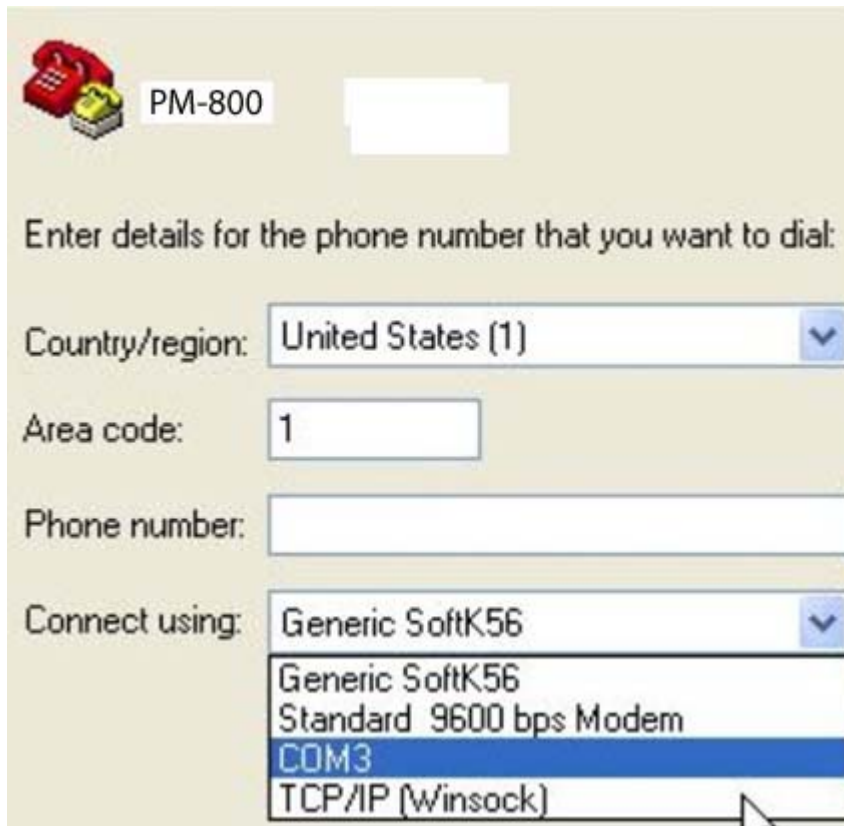 PM-800
Enter details for the phone number that you want to dial:
Country/region: United States (1)
Area code: 1
Phone number:
Connect using: Generic SoftK56
Generic SoftK56
Standard 9600 bps Modem
COM3
TCP/IP (Winsock)